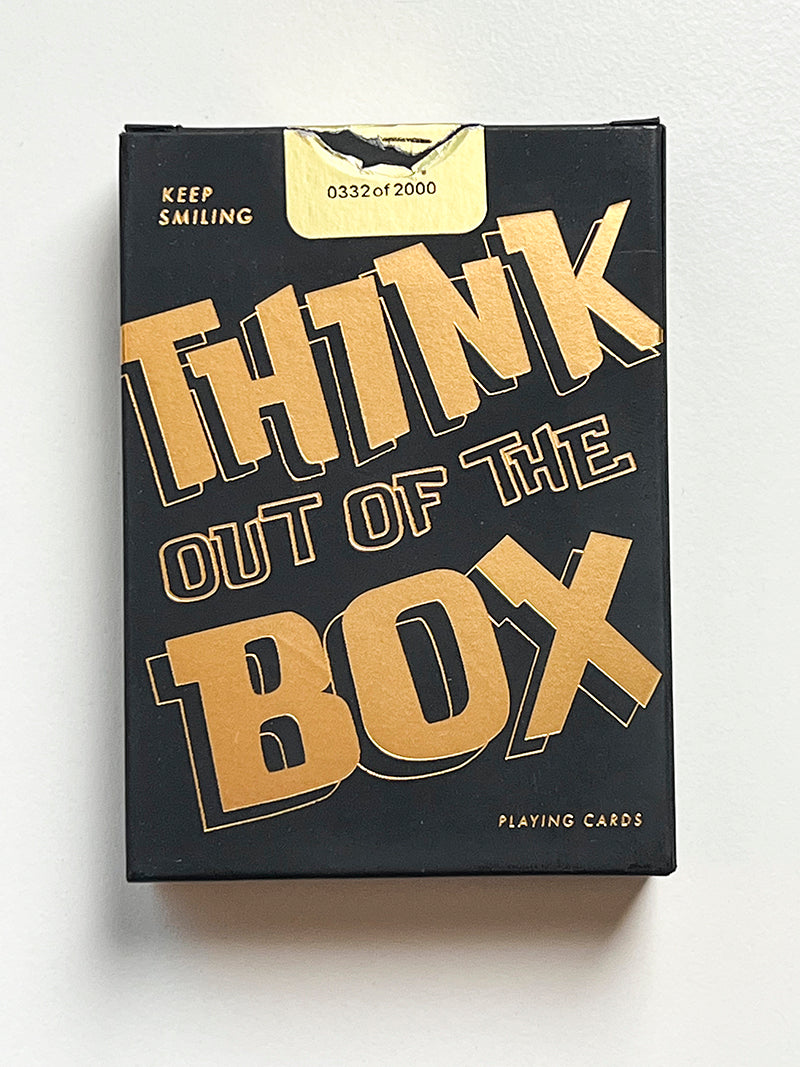 KEEP
SMILING
0332 of 2000
THINK
OUT OF THE
BOX
PLAYING CARDS